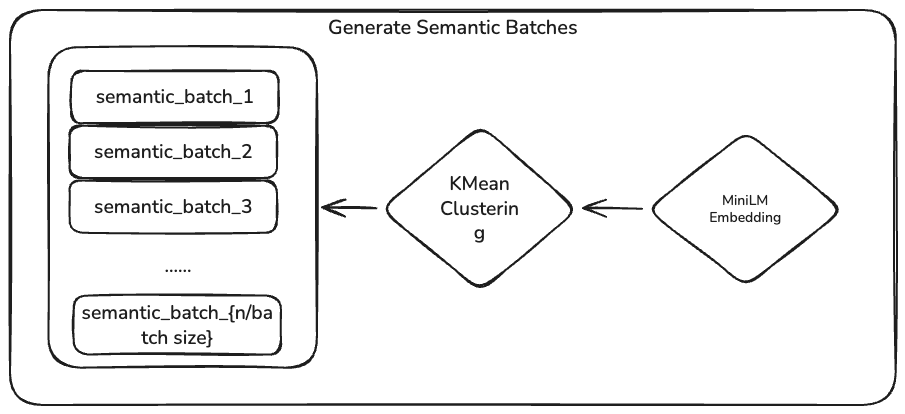 Generate Semantic Batches
semantic_batch_1
semantic_batch_2
semantic_batch_3
......
semantic_batch_{n/ba
tch size}
KMean
Clusterin
g
MiniLM
Embedding